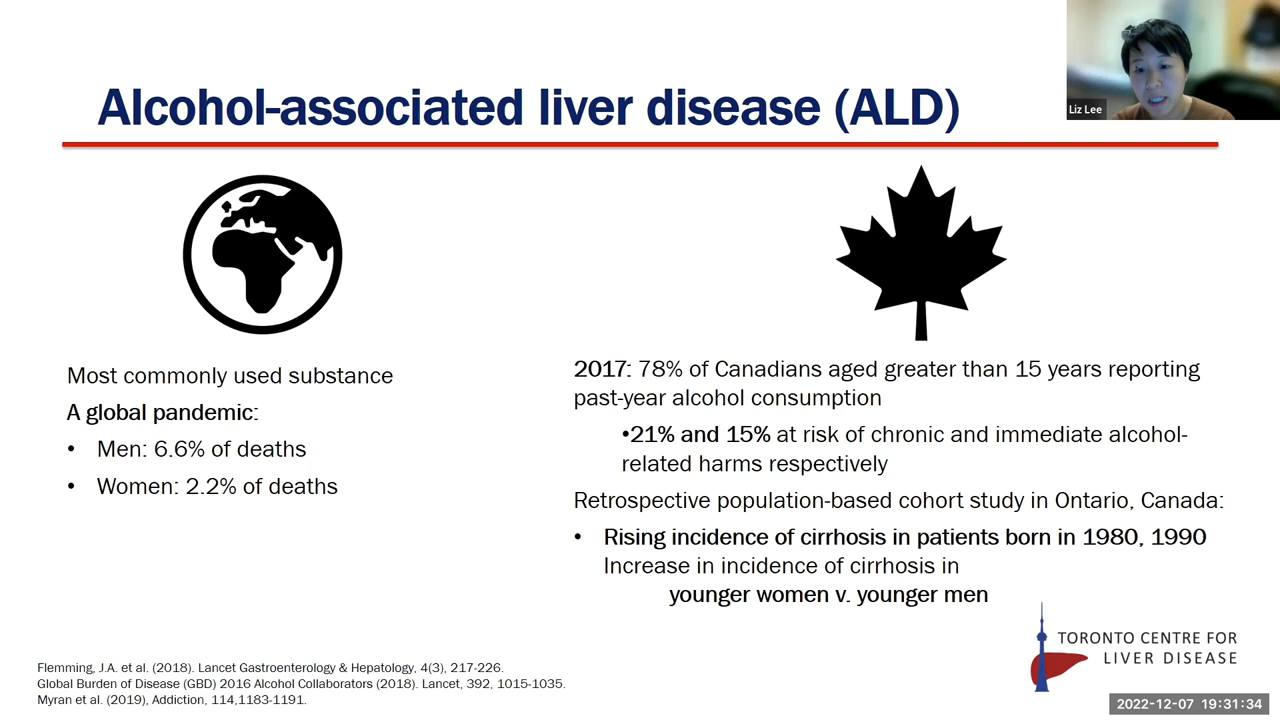 Liz Lee
Alcohol-associated liver disease (ALD)
Most commonly used substance
A global pandemic:
• Men: 6.6% of deaths
• Women: 2.2% of deaths
2017: 78% of Canadians aged greater than 15 years reporting
past-year alcohol consumption
•21% and 15% at risk of chronic and immediate alcohol-
related harms respectively
Retrospective population-based cohort study in Ontario, Canada:
• Rising incidence of cirrhosis in patients born in 1980, 1990
Increase in incidence of cirrhosis in
younger women v. younger men
TORONTO CENTRE FOR
LIVER DISEASE
Flemming, J.A. et al. (2018). Lancet Gastroenterology & Hepatology, 4(3), 217-226.
Global Burden of Disease (GBD) 2016 Alcohol Collaborators (2018). Lancet, 392, 1015-1035.
Myran et al. (2019), Addiction, 114,1183-1191.
2022-12-07 19:31:34